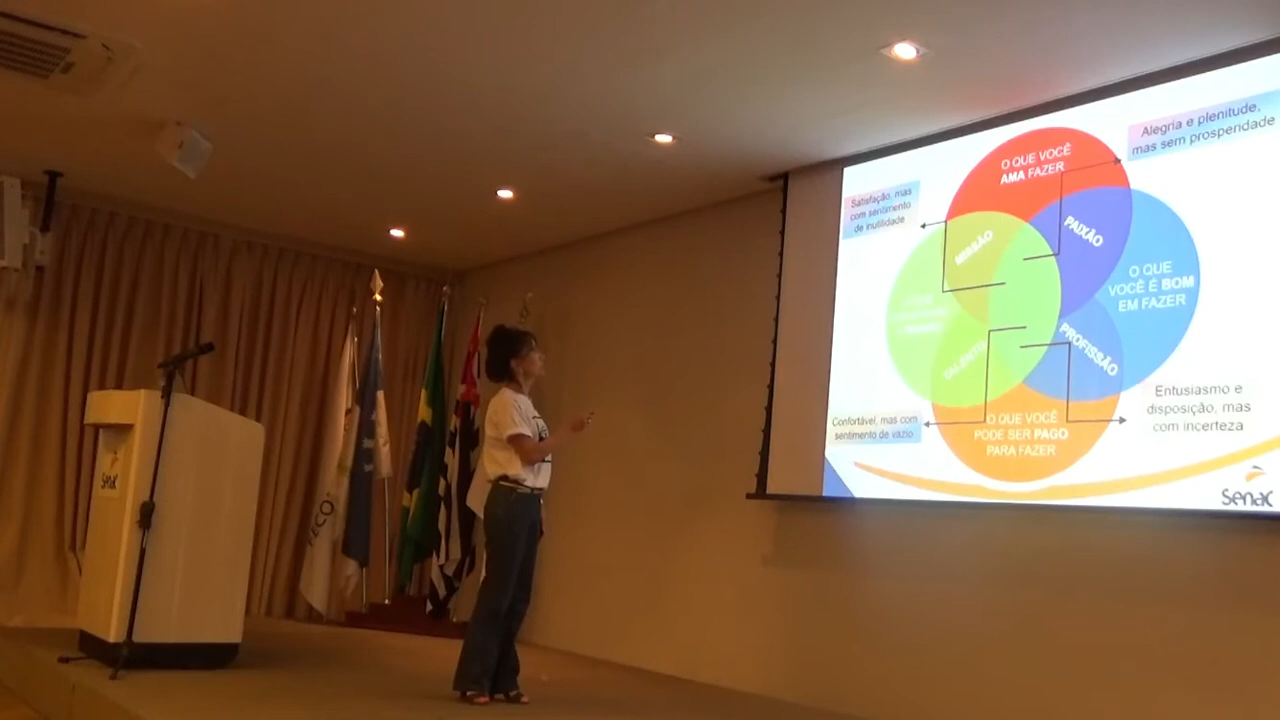 Alegria e plenitude,
mas sem prosperidade
O QUE VOCÊ
AMA FAZER
Satisfação, mas
com sentimento
de inutilidade
MISSÃO
PAIXÃO
O QUE
VOCÊ É BOM
EM FAZER
TALENTO
PROFISSÃO
Entusiasmo e
disposição, mas
com incerteza
Confortável, mas com
sentimento de vazio
O QUE VOCÊ
PODE SER PAGO
PARA FAZER
Senac
Senac
FECO